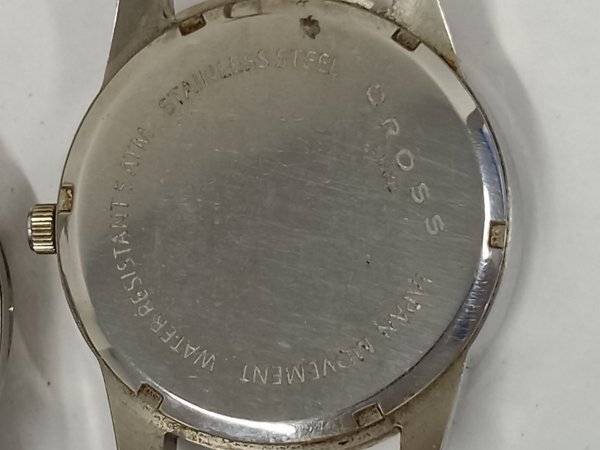 CROSS
JAPAN MOVEMENT
WATER RESISTANT 5 ATM
STAINLESS STEEL